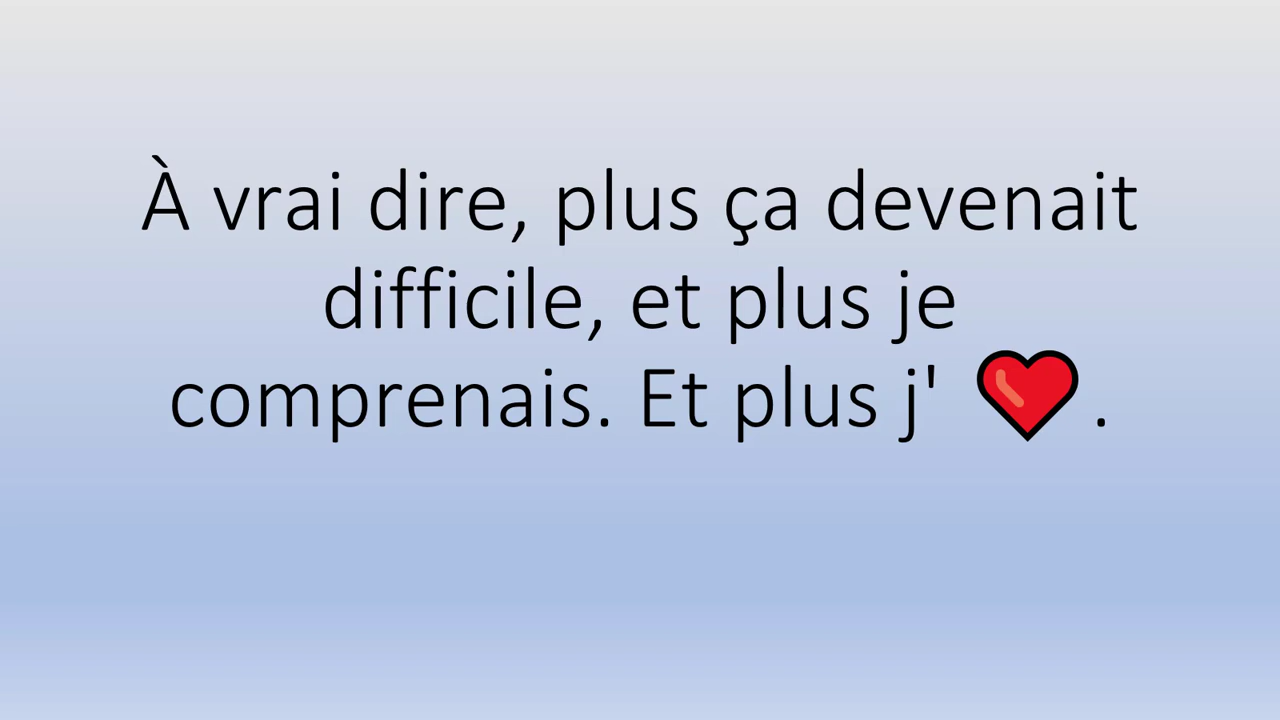 À vrai dire, plus ça devenait
difficile, et plus je
comprenais. Et plus j' ❤️.